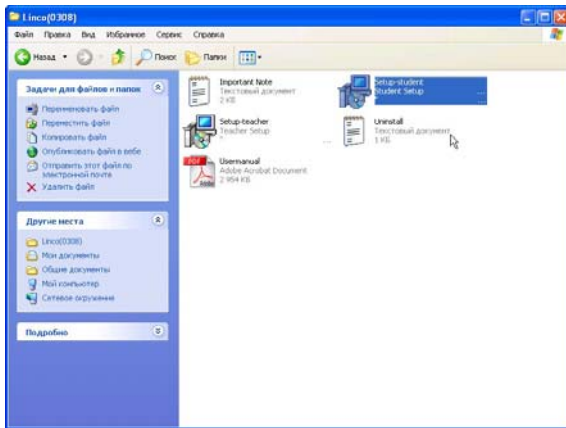 Linco(0308)
Файл Правка Вид Избранное Сервис Справка
Назад Поиск Папки
Задачи для файлов и папок
Переименовать файл
Переместить файл
Копировать файл
Опубликовать файл в вебе
Отправить этот файл по
электронной почте
Удалить файл
Другие места
Linco(0308)
Мои документы
Общие документы
Мой компьютер
Сетевое окружение
Подробно
Important Note
Текстовый документ
2 КБ
Setup-student
Student Setup
...
Setup-teacher
Teacher Setup
...
Uninstall
Текстовый документ
1 КБ
PDF
Adobe
Usermanual
Adobe Acrobat Document
2 984 КБ